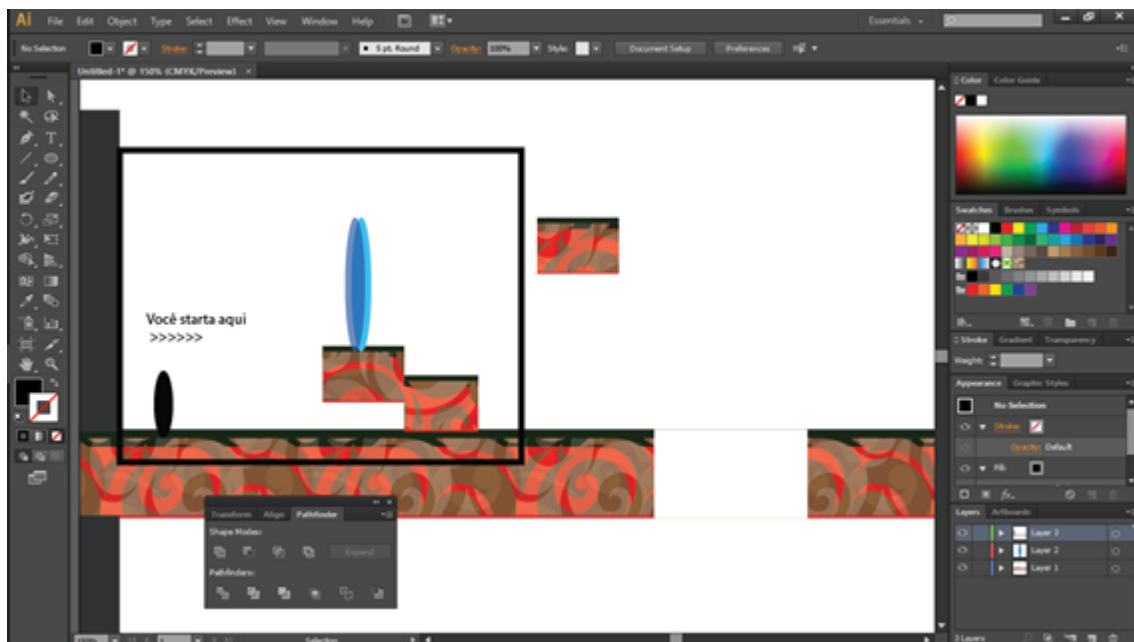 Ai File Edit Object Type Select Effect View Window Help Essentials
No Selection Stroke: 5 pt. Round Opacity: 100% Style: Document Setup Preferences
Untitled-1* @ 150% (CMYK/Preview) ×
Color Color Guide
Swatches Brushes Symbols
Você starta aqui
>>>>>>
Stroke Gradient Transparency
Weight:
Appearance Graphic Styles
No Selection
Stroke:
Opacity: Default
Fill:
Transform Align Pathfinder
Shape Modes:
Expand
Pathfinders:
Layers Artboards
Layer 3
Layer 2
Layer 1
3 Layers
150% Selection